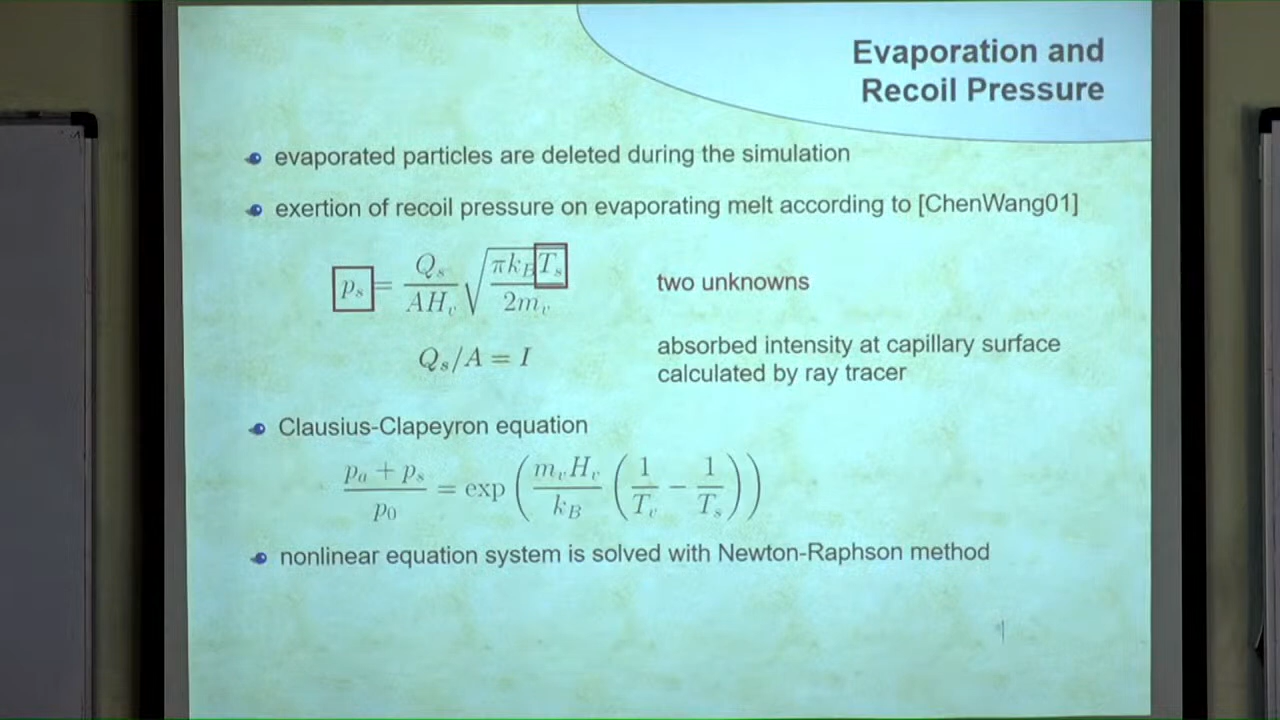 Evaporation and
Recoil Pressure
evaporated particles are deleted during the simulation
exertion of recoil pressure on evaporating melt according to [ChenWang01]
p_s = Q_s / (A H_v) √(π k_B T_s / (2 m_v)) two unknowns
Q_s/A = I absorbed intensity at capillary surface
calculated by ray tracer
Clausius-Clapeyron equation
(p_0 + p_s) / p_0 = exp( (m_v H_v / k_B) ( 1/T_v − 1/T_s ) )
nonlinear equation system is solved with Newton-Raphson method